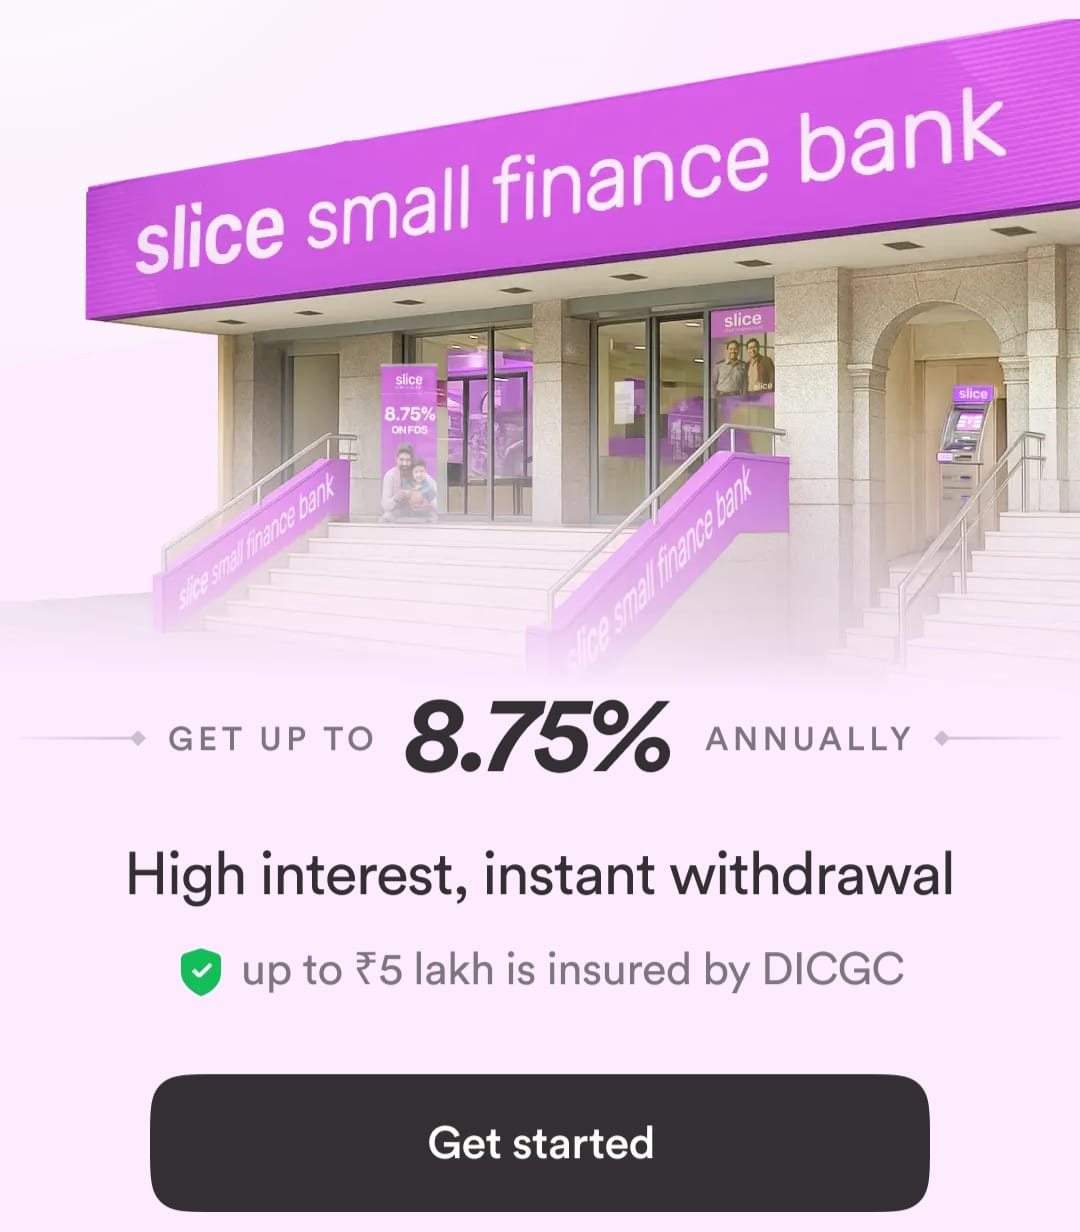 slice small finance bank
slice
slice
8.75%
ON FDS
slice
slice
slice small finance bank
slice small finance bank
GET UP TO 8.75% ANNUALLY
High interest, instant withdrawal
up to ₹5 lakh is insured by DICGC
Get started